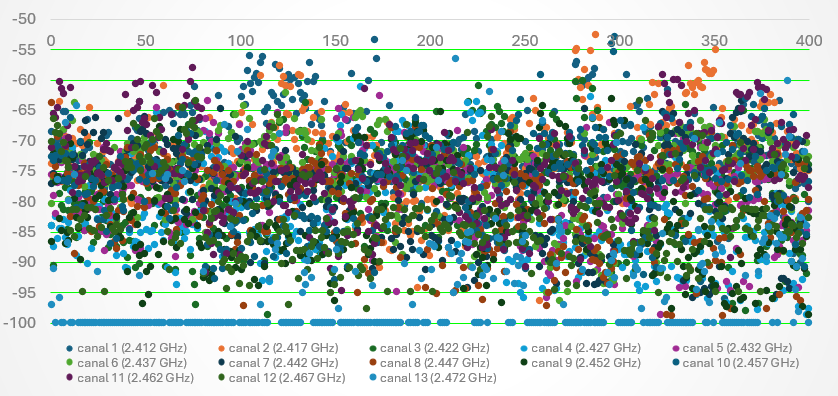 -50
-55
0 50 100 150 200 250 300 350 400
-60
-65
-70
-75
-80
-85
-90
-95
-100
canal 1 (2.412 GHz) canal 2 (2.417 GHz) canal 3 (2.422 GHz) canal 4 (2.427 GHz) canal 5 (2.432 GHz)
canal 6 (2.437 GHz) canal 7 (2.442 GHz) canal 8 (2.447 GHz) canal 9 (2.452 GHz) canal 10 (2.457 GHz)
canal 11 (2.462 GHz) canal 12 (2.467 GHz) canal 13 (2.472 GHz)